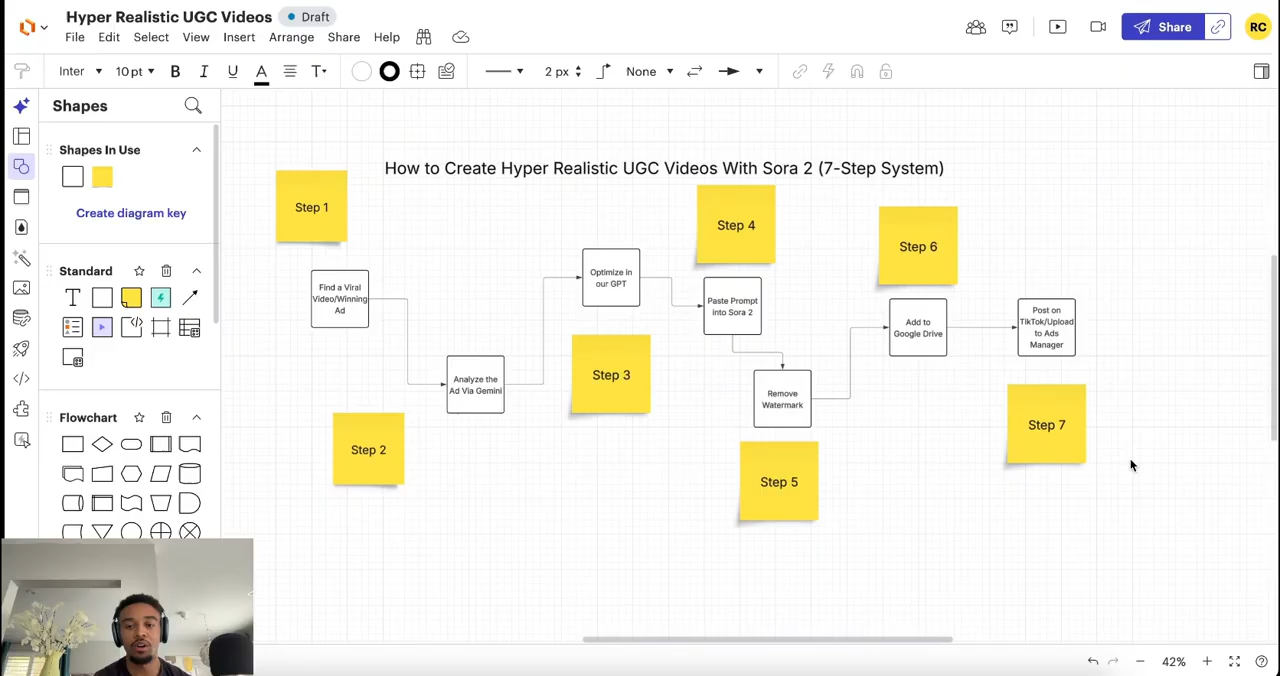 Hyper Realistic UGC Videos
Draft
File Edit Select View Insert Arrange Share Help
Share
RC
Inter 10 pt B I U A T 2 px None
Shapes
Shapes In Use
Create diagram key
Standard
T
Flowchart
How to Create Hyper Realistic UGC Videos With Sora 2 (7-Step System)
Step 1
Find a Viral
Video/Winning
Ad
Step 2
Analyze the
Ad Via Gemini
Optimize in
our GPT
Step 3
Step 4
Paste Prompt
into Sora 2
Remove
Watermark
Step 5
Step 6
Add to
Google Drive
Post on
TikTok/Upload
to Ads
Manager
Step 7
42%